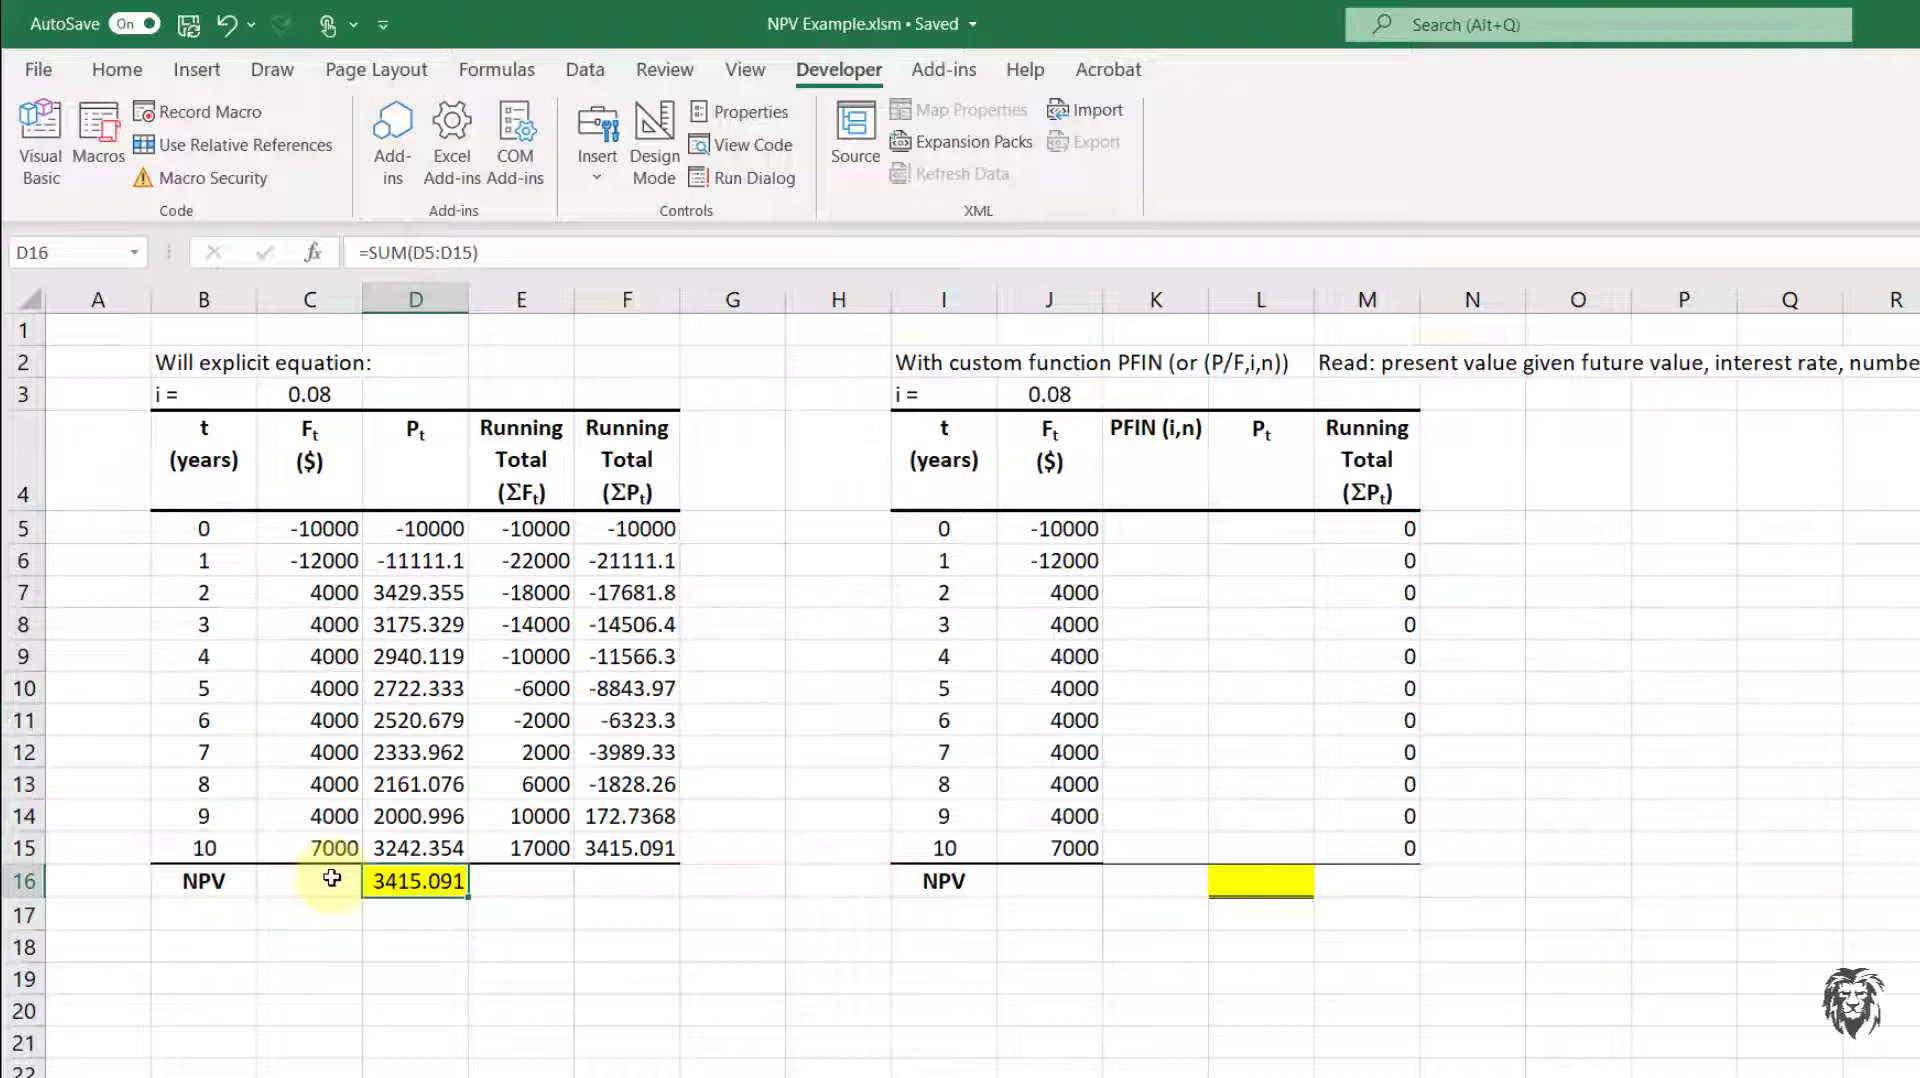 AutoSave On NPV Example.xlsm • Saved Search (Alt+Q)
File Home Insert Draw Page Layout Formulas Data Review View Developer Add-ins Help Acrobat
Visual Basic
Macros
Record Macro
Use Relative References
Macro Security
Code
Add-ins
Excel Add-ins
COM Add-ins
Add-ins
Insert
Design Mode
Properties
View Code
Run Dialog
Controls
Source
Map Properties
Expansion Packs
Refresh Data
Import
Export
XML
D16 fx =SUM(D5:D15)
A B C D E F G H I J K L M N O P Q R
1
2 Will explicit equation: With custom function PFIN (or (P/F,i,n)) Read: present value given future value, interest rate, numbe
3 i = 0.08 i = 0.08
4 t (years) Ft ($) Pt Running Total (ΣFt) Running Total (ΣPt) t (years) Ft ($) PFIN (i,n) Pt Running Total (ΣPt)
5 0 -10000 -10000 -10000 -10000 0 -10000 0
6 1 -12000 -11111.1 -22000 -21111.1 1 -12000 0
7 2 4000 3429.355 -18000 -17681.8 2 4000 0
8 3 4000 3175.329 -14000 -14506.4 3 4000 0
9 4 4000 2940.119 -10000 -11566.3 4 4000 0
10 5 4000 2722.333 -6000 -8843.97 5 4000 0
11 6 4000 2520.679 -2000 -6323.3 6 4000 0
12 7 4000 2333.962 2000 -3989.33 7 4000 0
13 8 4000 2161.076 6000 -1828.26 8 4000 0
14 9 4000 2000.996 10000 172.7368 9 4000 0
15 10 7000 3242.354 17000 3415.091 10 7000 0
16 NPV 3415.091 NPV
17
18
19
20
21
22